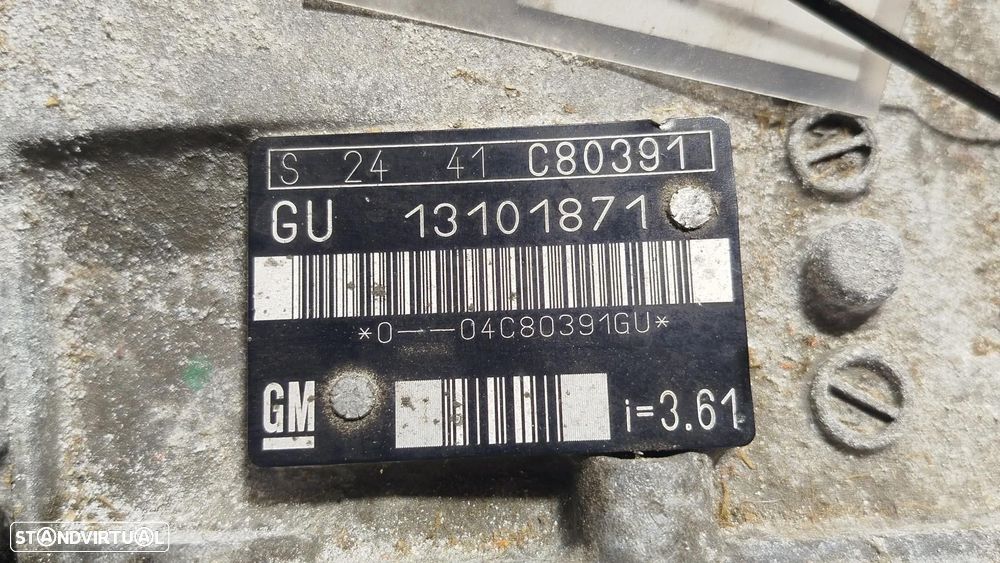 S 24 41 C80391
GU 13101871
*0--04C80391GU*
GM i=3.61
STANDVIRTUAL